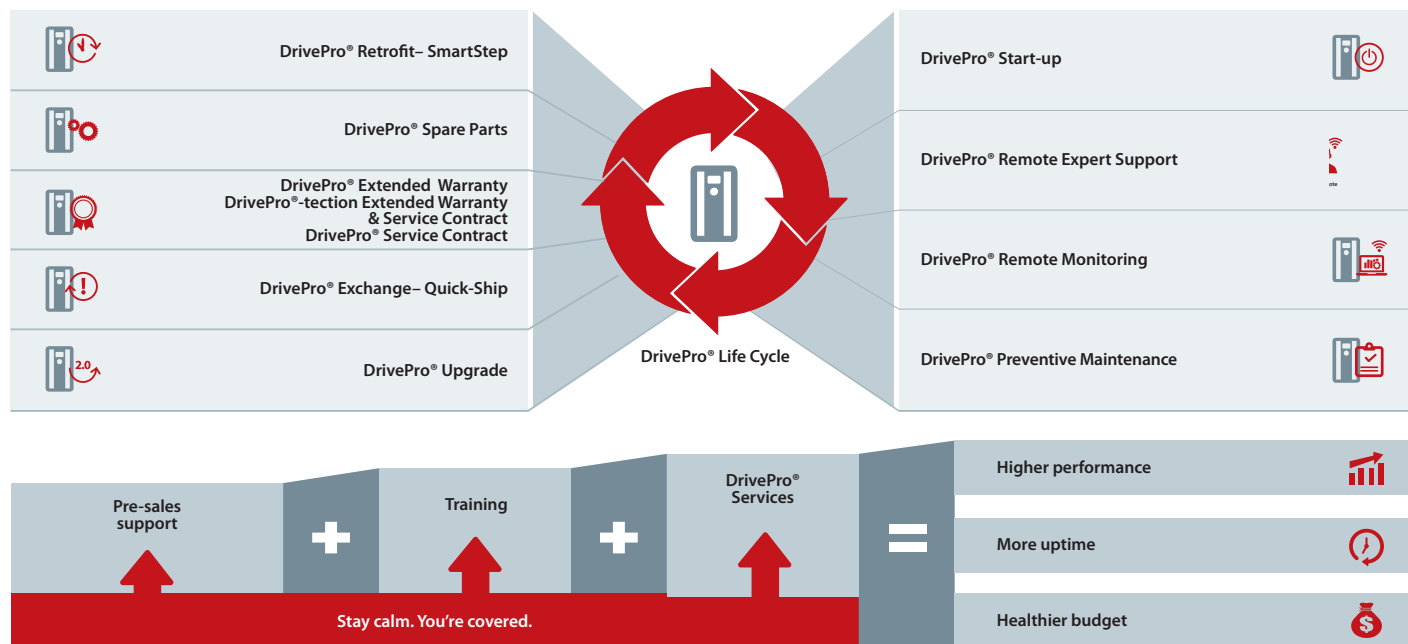 DrivePro® Retrofit– SmartStep
DrivePro® Spare Parts
DrivePro® Extended Warranty
DrivePro®-tection Extended Warranty
& Service Contract
DrivePro® Service Contract
DrivePro® Exchange– Quick-Ship
2.0
DrivePro® Upgrade
DrivePro® Life Cycle
DrivePro® Start-up
DrivePro® Remote Expert Support
ote
DrivePro® Remote Monitoring
DrivePro® Preventive Maintenance
Pre-sales
support
+
Training
+
DrivePro®
Services
=
Stay calm. You’re covered.
Higher performance
More uptime
Healthier budget
$